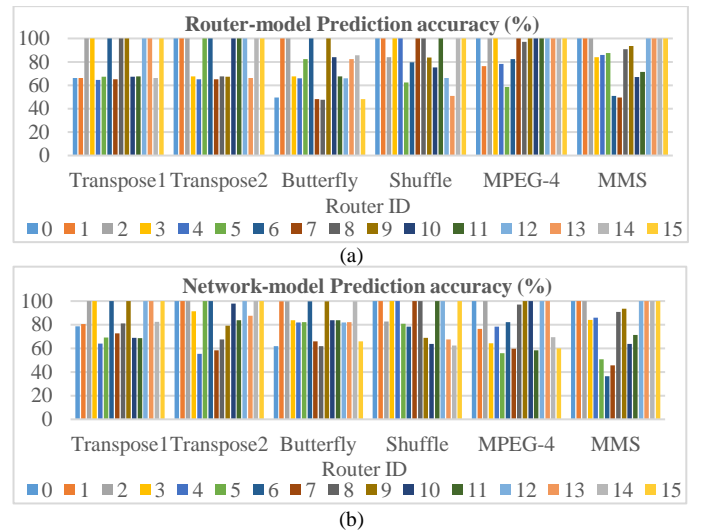 Router-model Prediction accuracy (%)
100
80
60
40
20
0
Transpose1 Transpose2 Butterfly Shuffle MPEG-4 MMS
Router ID
0 1 2 3 4 5 6 7 8 9 10 11 12 13 14 15
(a)
Network-model Prediction accuracy (%)
100
80
60
40
20
0
Transpose1 Transpose2 Butterfly Shuffle MPEG-4 MMS
Router ID
0 1 2 3 4 5 6 7 8 9 10 11 12 13 14 15
(b)